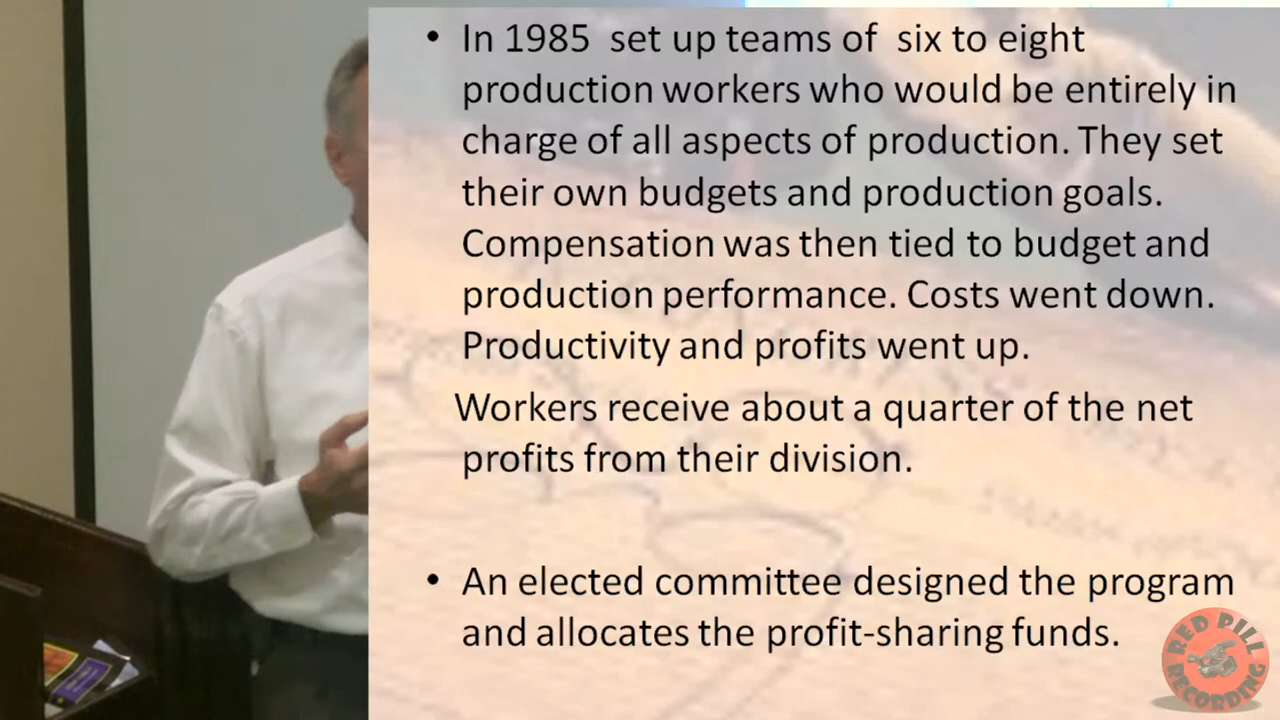 • In 1985 set up teams of six to eight
production workers who would be entirely in
charge of all aspects of production. They set
their own budgets and production goals.
Compensation was then tied to budget and
production performance. Costs went down.
Productivity and profits went up.
Workers receive about a quarter of the net
profits from their division.
• An elected committee designed the program
and allocates the profit-sharing funds.
RED PILL
RECORDING